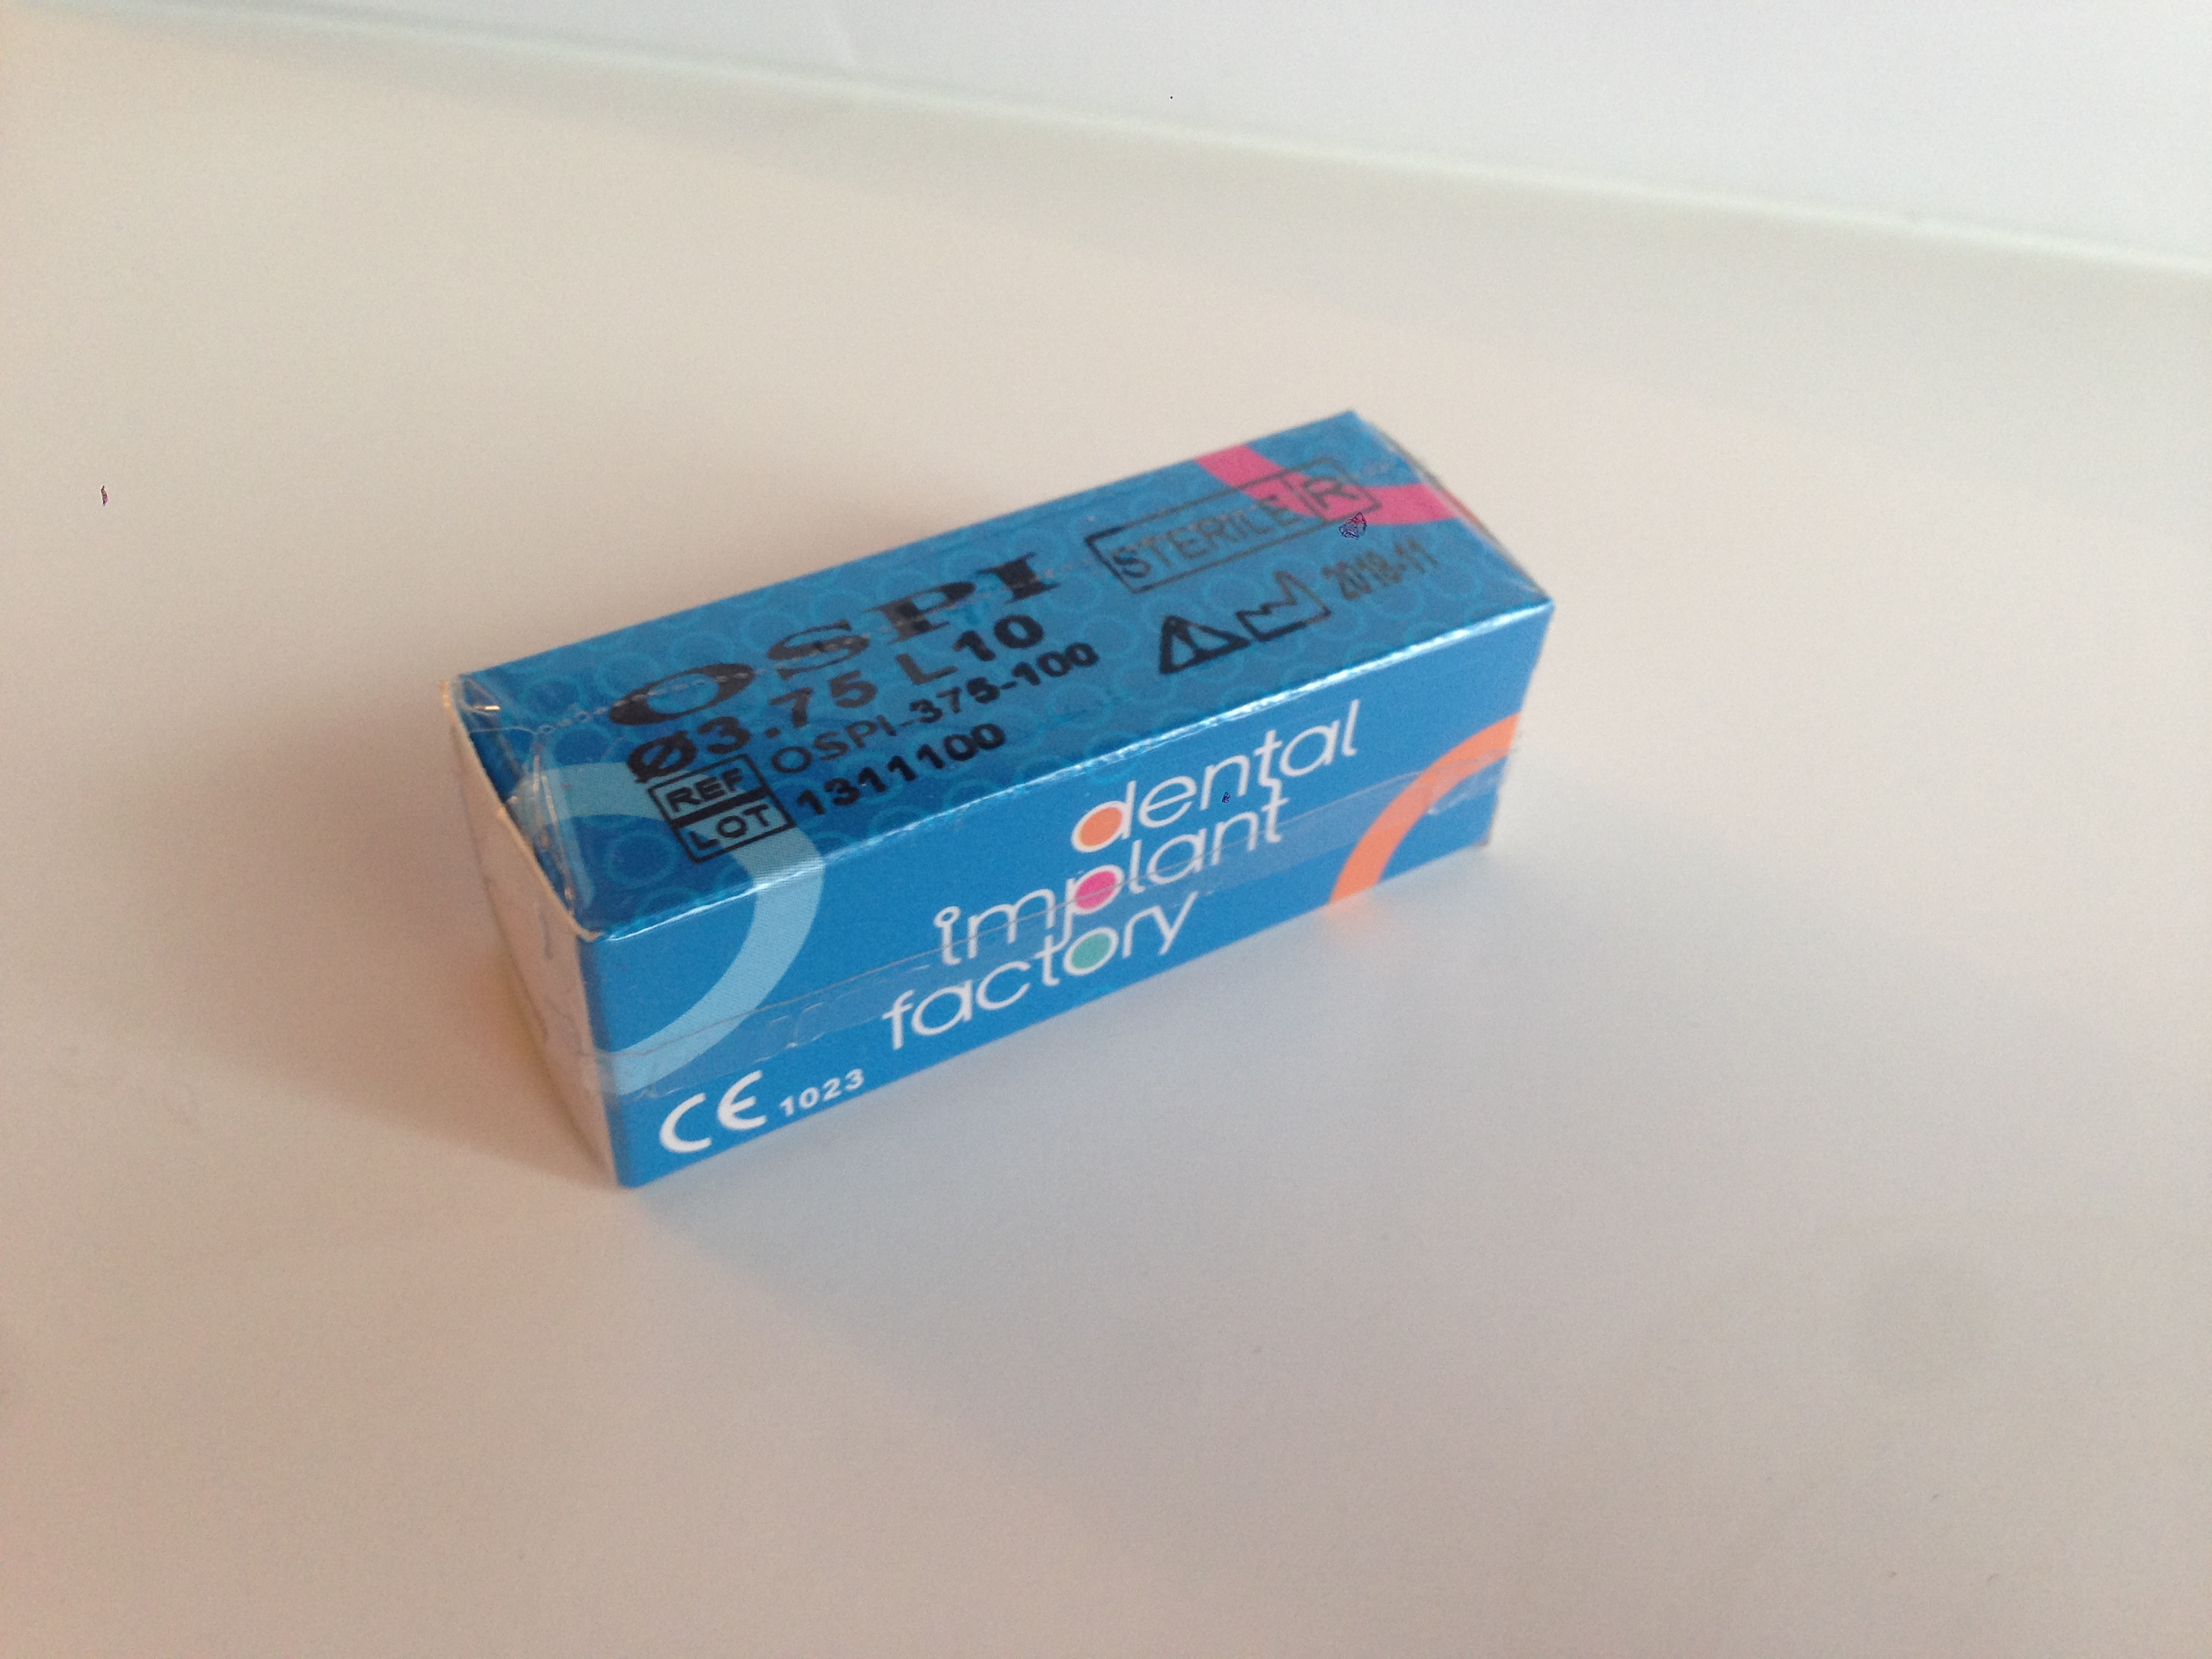 OSPI
Ø3.75 L10
REF OSPI-375-100
LOT 1311100
STERILE R
2018-11
dental
implant
factory
CE 1023